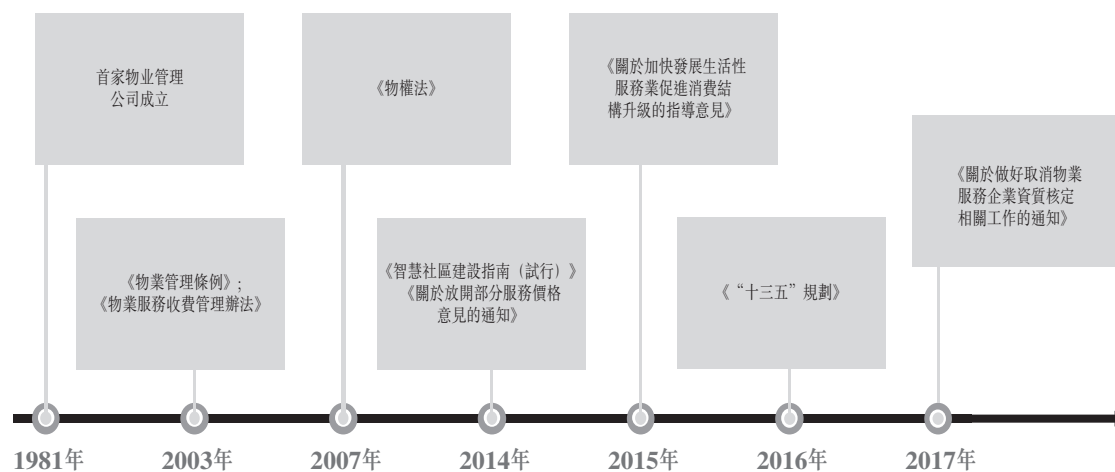 首家物业管理
公司成立
《物權法》
《關於加快發展生活性
服務業促進消費結
構升級的指導意見》
《關於做好取消物業
服務企業資質核定
相關工作的通知》
《物業管理條例》；
《物業服務收費管理辦法》
《智慧社區建設指南（試行）》
《關於放開部分服務價格
意見的通知》
《“十三五”規劃》
1981年
2003年
2007年
2014年
2015年
2016年
2017年